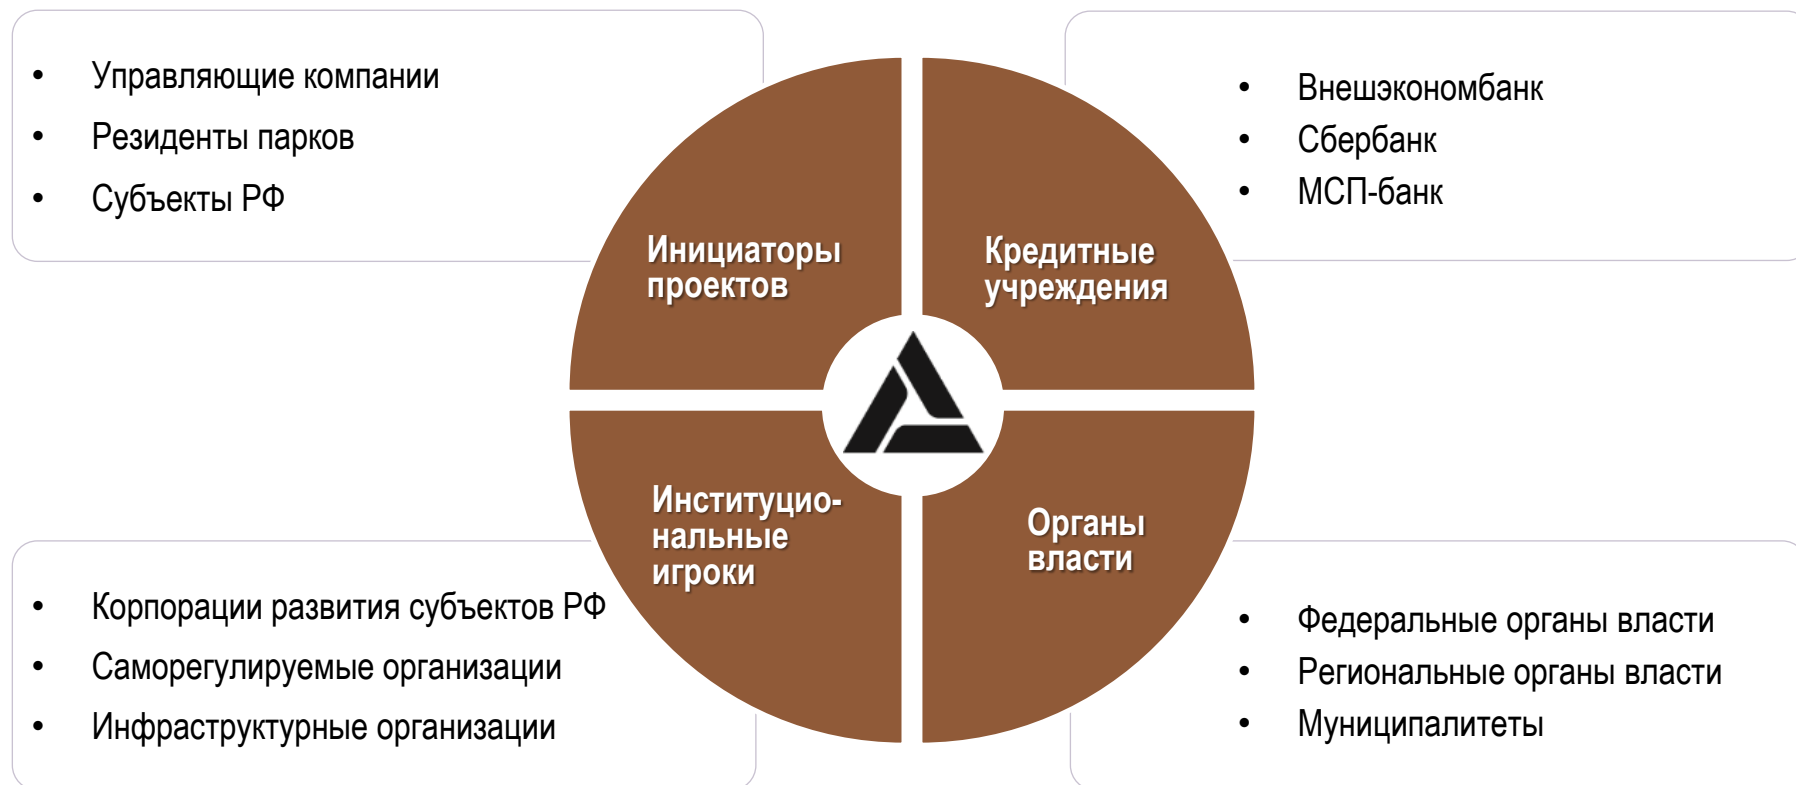 • Управляющие компании
• Резиденты парков
• Субъекты РФ
• Внешэкономбанк
• Сбербанк
• МСП-банк
Инициаторы
проектов
Кредитные
учреждения
Институцио-
нальные
игроки
Органы
власти
• Корпорации развития субъектов РФ
• Саморегулируемые организации
• Инфраструктурные организации
• Федеральные органы власти
• Региональные органы власти
• Муниципалитеты